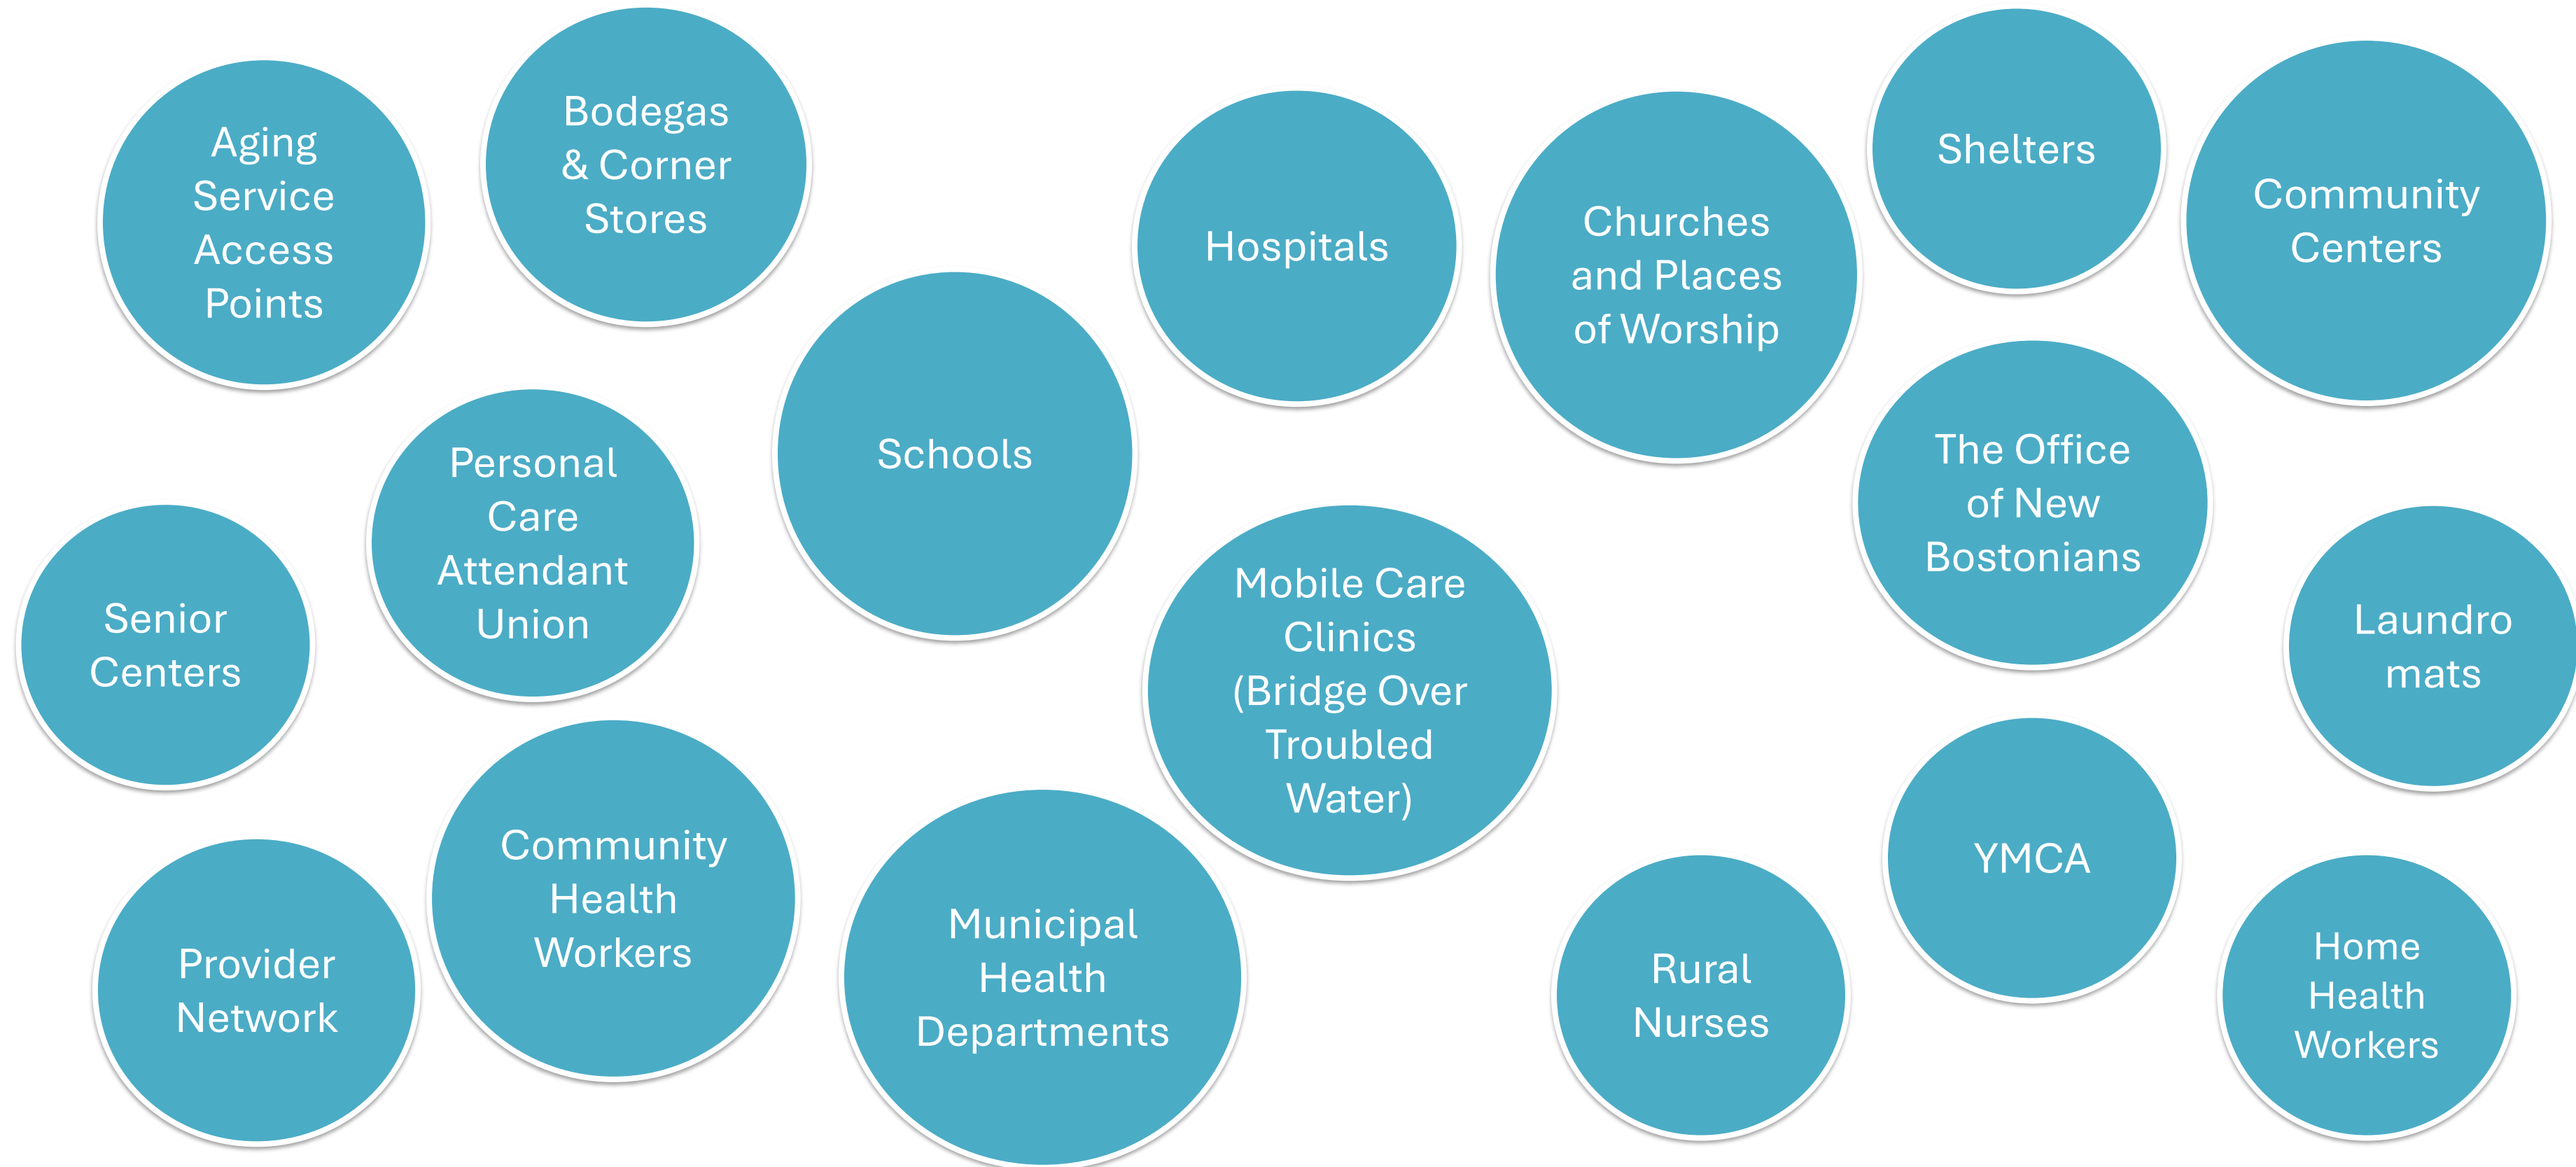 Aging
Service
Access
Points
Bodegas
& Corner
Stores
Hospitals
Churches
and Places
of Worship
Shelters
Community
Centers
Schools
Personal
Care
Attendant
Union
The Office
of New
Bostonians
Senior
Centers
Mobile Care
Clinics
(Bridge Over
Troubled
Water)
Laundro
mats
Community
Health
Workers
YMCA
Provider
Network
Municipal
Health
Departments
Rural
Nurses
Home
Health
Workers